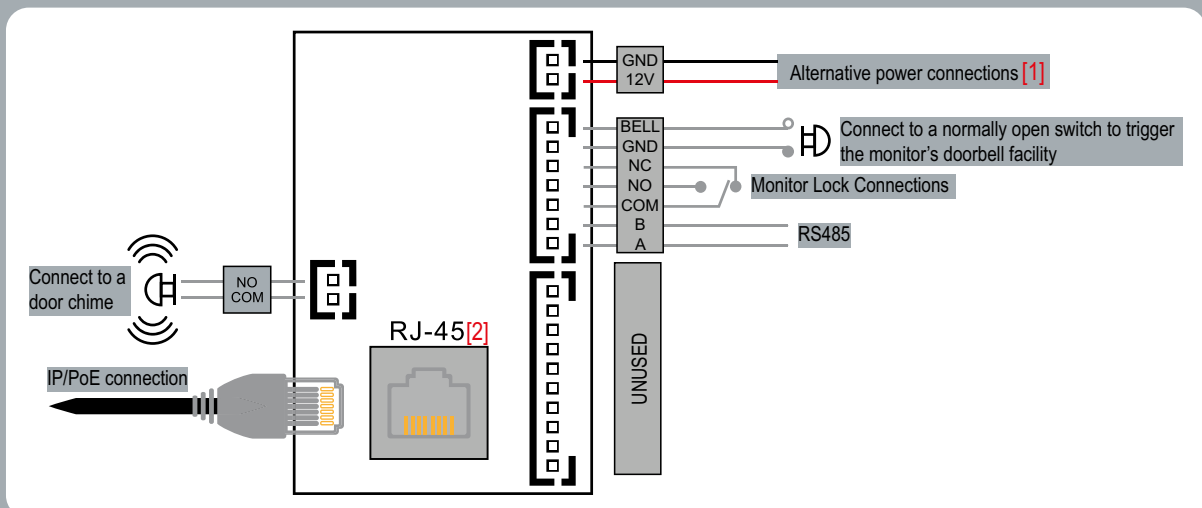 GND
12V
Alternative power connections [1]
BELL
GND
NC
NO
COM
B
A
Connect to a normally open switch to trigger
the monitor's doorbell facility
Monitor Lock Connections
RS485
Connect to a
door chime
NO
COM
RJ-45[2]
IP/PoE connection
UNUSED